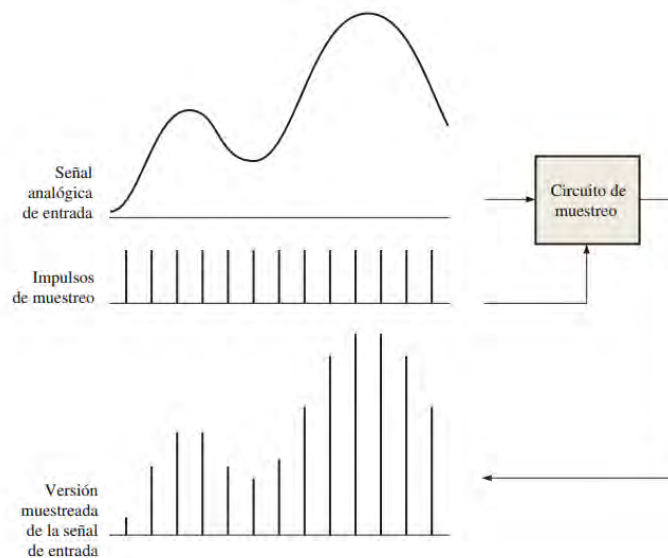 Señal
analógica
de entrada
Circuito de
muestreo
Impulsos
de muestreo
Versión
muestreada
de la señal
de entrada